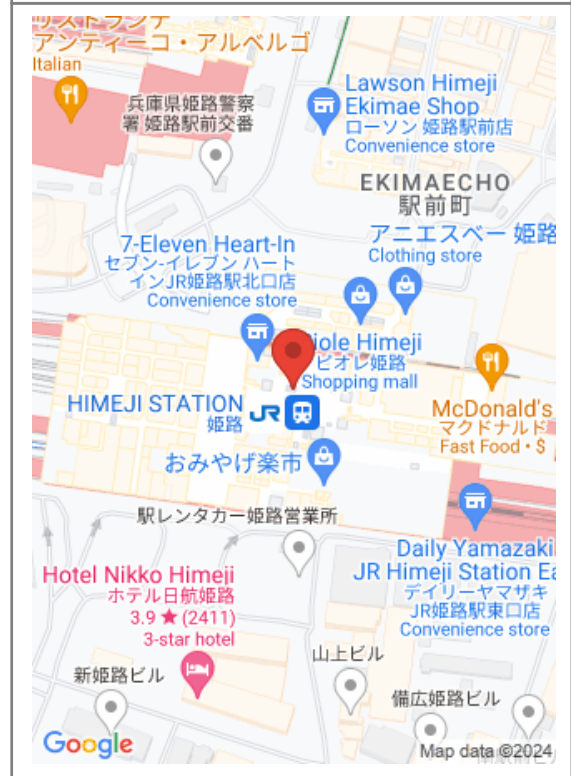 リストランテ
アンティーコ・アルベルゴ
Italian
兵庫県姫路警察
署 姫路駅前交番
Lawson Himeji
Ekimae Shop
ローソン 姫路駅前店
Convenience store
EKIMAECHO
駅前町
アニエスベー 姫路
Clothing store
7-Eleven Heart-In
セブン-イレブン ハート
インJR姫路駅北口店
Convenience store
iole Himeji
ピオレ姫路
Shopping mall
HIMEJI STATION
姫路
JR
McDonald's
マクドナルド
Fast Food • $
おみやげ楽市
駅レンタカー姫路営業所
Daily Yamazaki
JR Himeji Station Ea
デイリーヤマザキ
JR姫路駅東口店
Convenience store
Hotel Nikko Himeji
ホテル日航姫路
3.9 ★ (2411)
3-star hotel
山上ビル
新姫路ビル
備広姫路ビル
Google
Map data ©2024